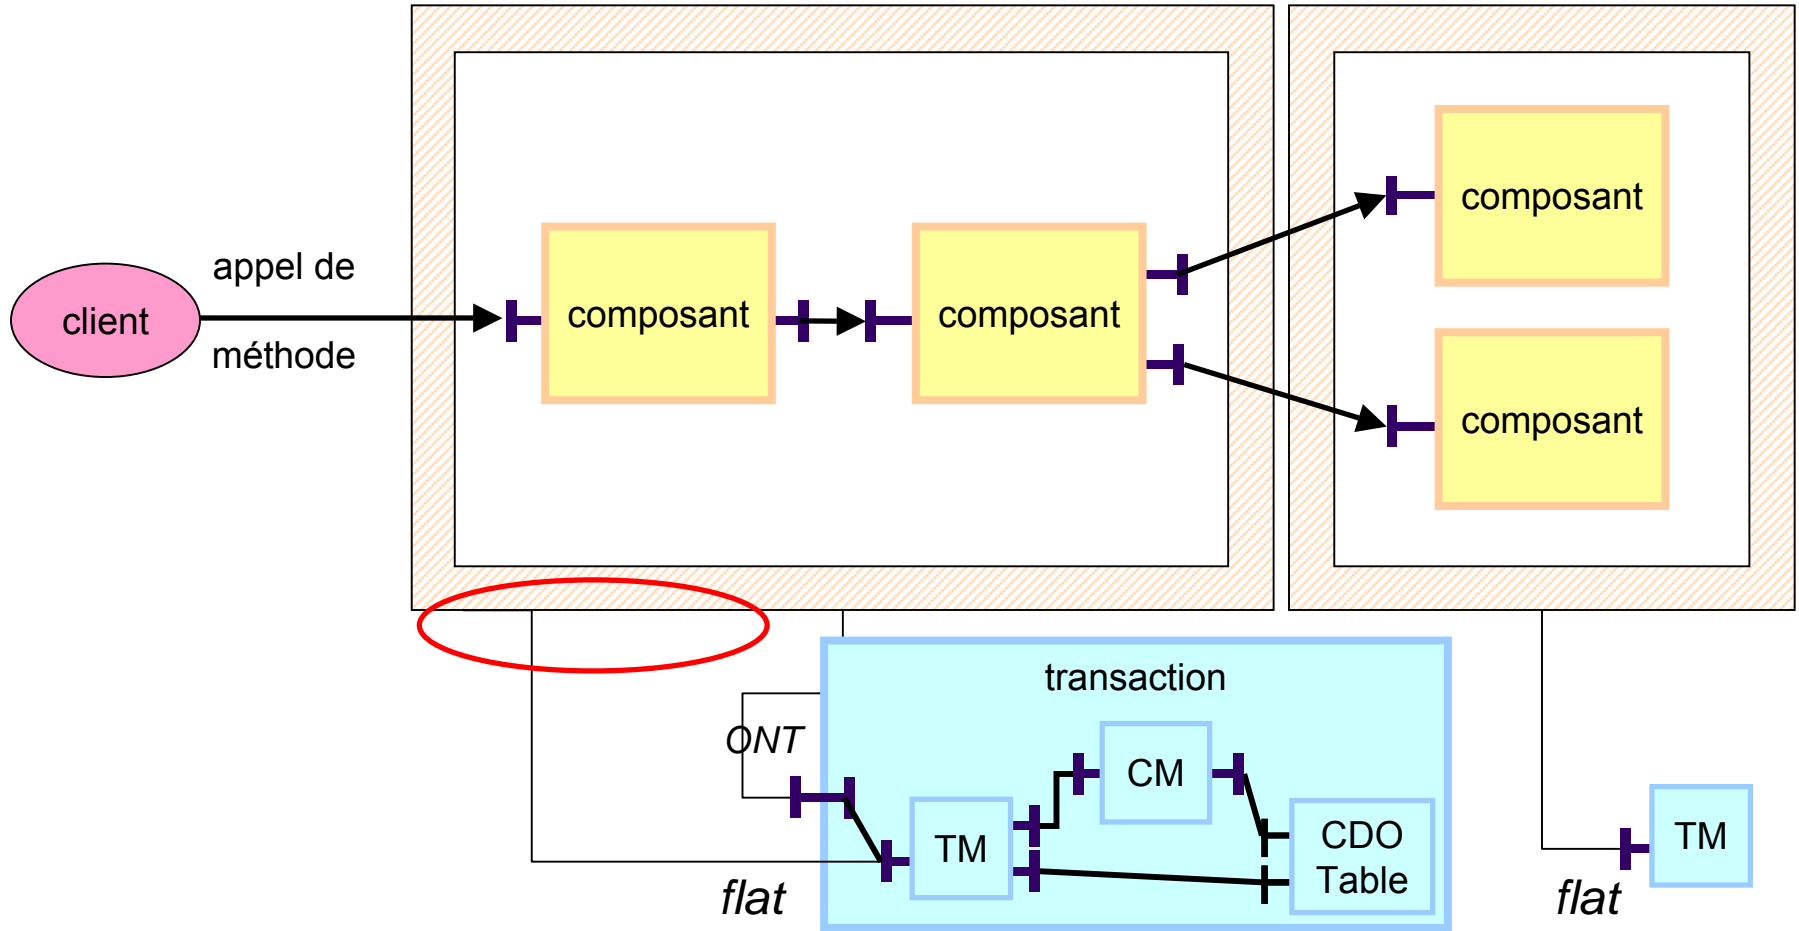 client
appel de
méthode
composant
composant
composant
composant
transaction
ONT
CM
TM
CDO
Table
flat
TM
flat